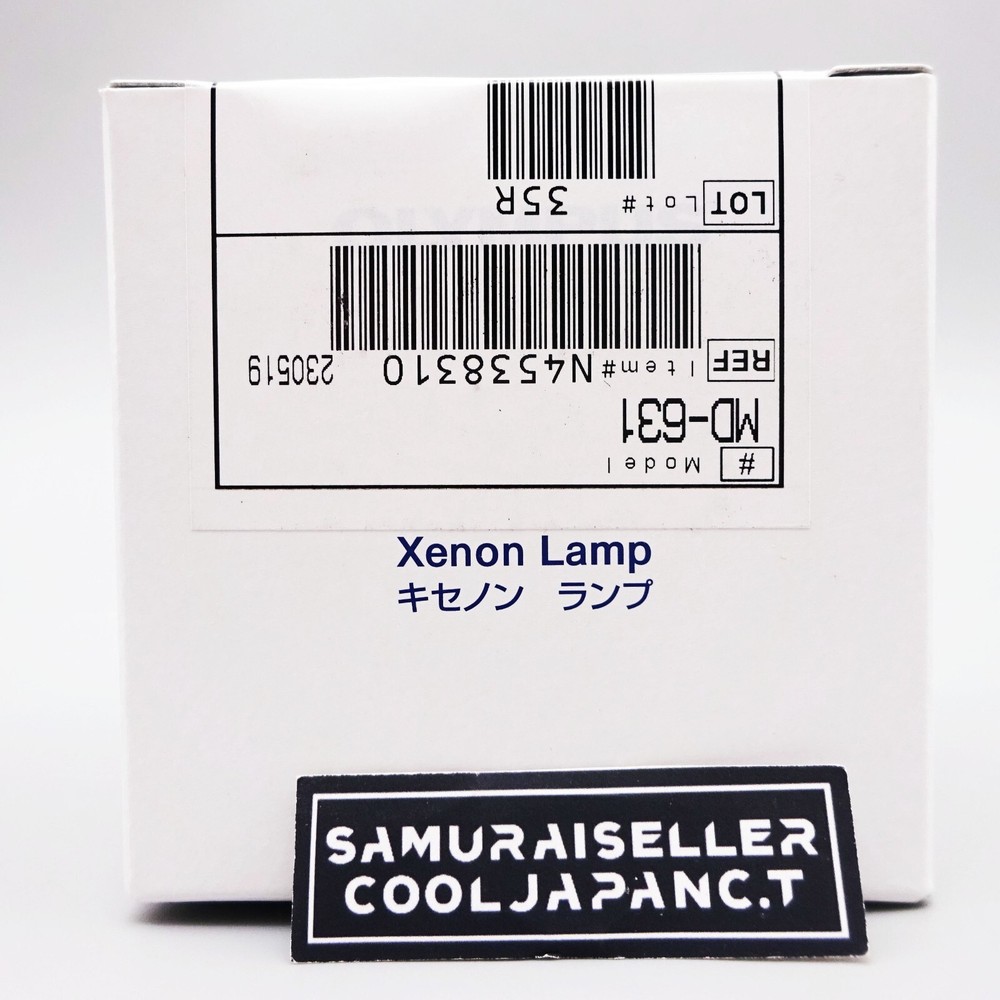 # Model
MD-631
REF Item# N4538310 230519
LOT Lot# 35R
Xenon Lamp
キセノン ランプ
SAMURAISELLER
COOLJAPANC.T